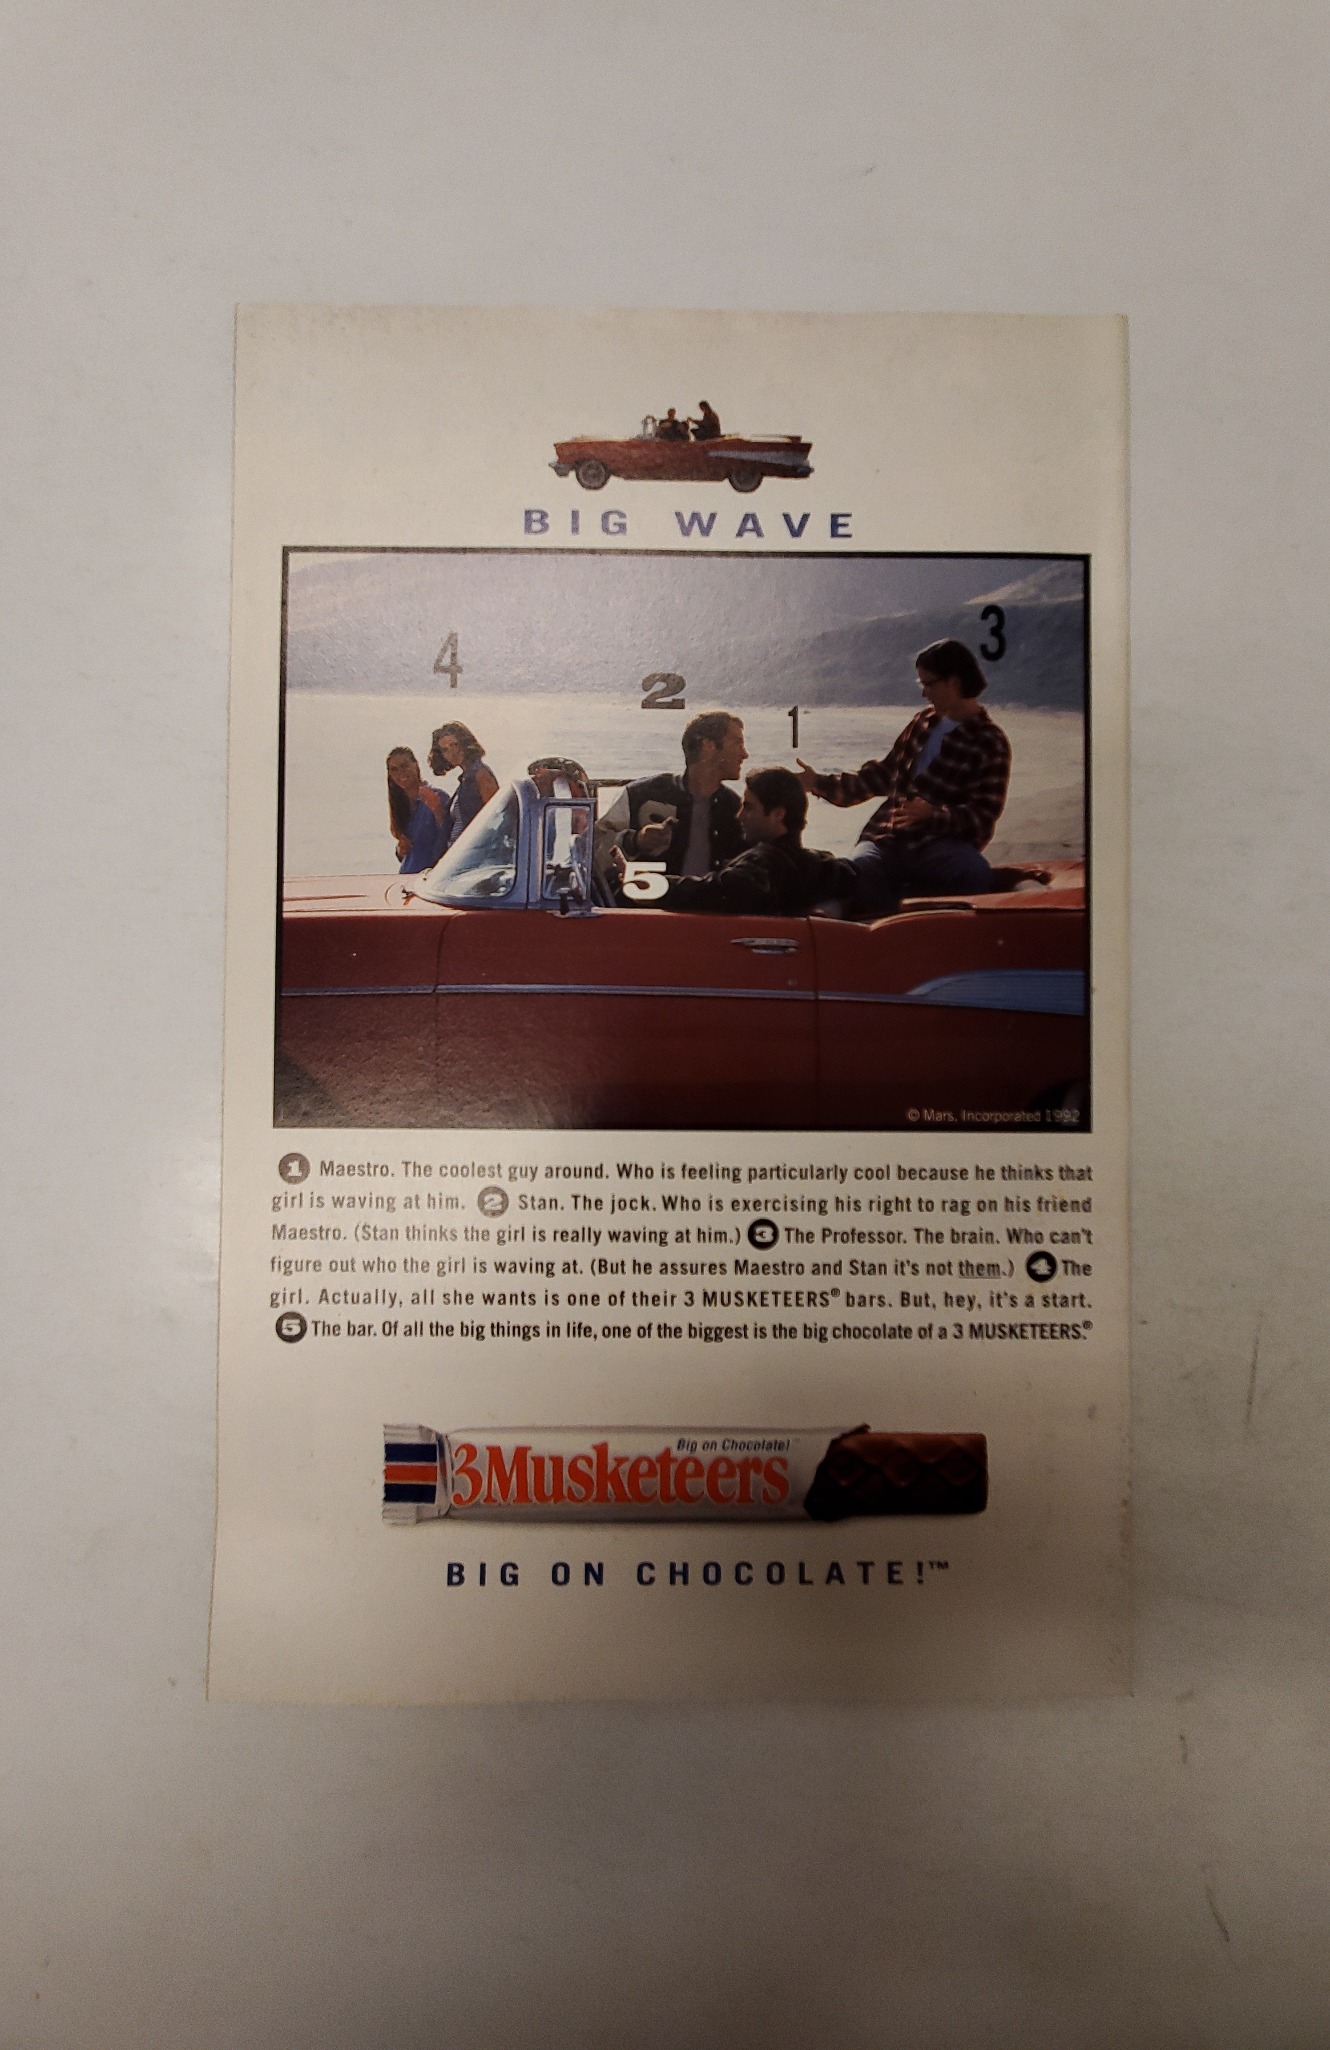 BIG WAVE
4
3
2
1
5
© Mars, Incorporated 1992
1 Maestro. The coolest guy around. Who is feeling particularly cool because he thinks that
girl is waving at him. 2 Stan. The jock. Who is exercising his right to rag on his friend
Maestro. (Stan thinks the girl is really waving at him.) 3 The Professor. The brain. Who can't
figure out who the girl is waving at. (But he assures Maestro and Stan it's not them.) 4 The
girl. Actually, all she wants is one of their 3 MUSKETEERS® bars. But, hey, it's a start.
5 The bar. Of all the big things in life, one of the biggest is the big chocolate of a 3 MUSKETEERS.®
Big on Chocolate!™
3Musketeers
BIG ON CHOCOLATE!™